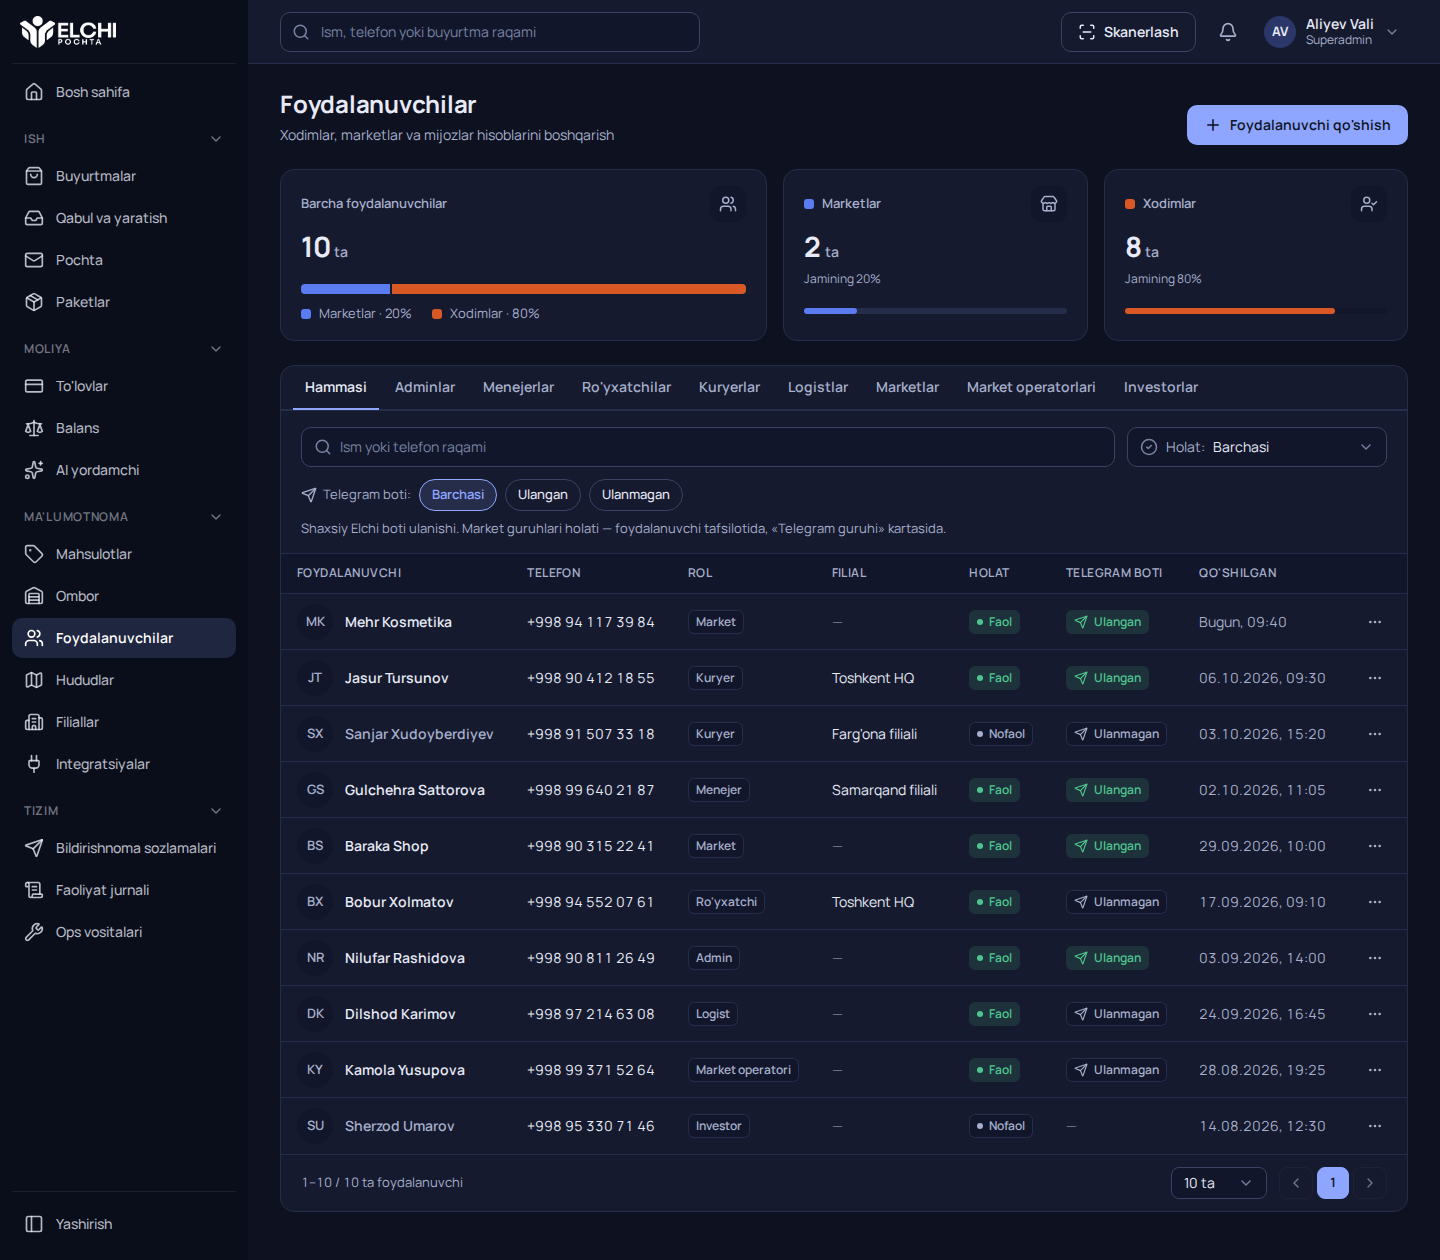 ELCHI
POCHTA
Ism, telefon yoki buyurtma raqami
Skanerlash
AV
Aliyev Vali
Superadmin
Bosh sahifa
ISH
Buyurtmalar
Qabul va yaratish
Pochta
Paketlar
MOLIYA
To'lovlar
Balans
AI yordamchi
MA'LUMOTNOMA
Mahsulotlar
Ombor
Foydalanuvchilar
Hududlar
Filiallar
Integratsiyalar
TIZIM
Bildirishnoma sozlamalari
Faoliyat jurnali
Ops vositalari
Yashirish
Foydalanuvchilar
Xodimlar, marketlar va mijozlar hisoblarini boshqarish
Foydalanuvchi qo'shish
Barcha foydalanuvchilar
10 ta
Marketlar · 20% Xodimlar · 80%
Marketlar
2 ta
Jamining 20%
Xodimlar
8 ta
Jamining 80%
Hammasi Adminlar Menejerlar Ro'yxatchilar Kuryerlar Logistlar Marketlar Market operatorlari Investorlar
Ism yoki telefon raqami
Holat: Barchasi
Telegram boti: Barchasi Ulangan Ulanmagan
Shaxsiy Elchi boti ulanishi. Market guruhlari holati — foydalanuvchi tafsilotida, «Telegram guruhi» kartasida.
FOYDALANUVCHI TELEFON ROL FILIAL HOLAT TELEGRAM BOTI QO'SHILGAN
MK Mehr Kosmetika +998 94 117 39 84 Market — Faol Ulangan Bugun, 09:40
JT Jasur Tursunov +998 90 412 18 55 Kuryer Toshkent HQ Faol Ulangan 06.10.2026, 09:30
SX Sanjar Xudoyberdiyev +998 91 507 33 18 Kuryer Farg'ona filiali Nofaol Ulanmagan 03.10.2026, 15:20
GS Gulchehra Sattorova +998 99 640 21 87 Menejer Samarqand filiali Faol Ulangan 02.10.2026, 11:05
BS Baraka Shop +998 90 315 22 41 Market — Faol Ulangan 29.09.2026, 10:00
BX Bobur Xolmatov +998 94 552 07 61 Ro'yxatchi Toshkent HQ Faol Ulanmagan 17.09.2026, 09:10
NR Nilufar Rashidova +998 90 811 26 49 Admin — Faol Ulangan 03.09.2026, 14:00
DK Dilshod Karimov +998 97 214 63 08 Logist — Faol Ulanmagan 24.09.2026, 16:45
KY Kamola Yusupova +998 99 371 52 64 Market operatori — Faol Ulanmagan 28.08.2026, 19:25
SU Sherzod Umarov +998 95 330 71 46 Investor — Nofaol — 14.08.2026, 12:30
1–10 / 10 ta foydalanuvchi
10 ta
1